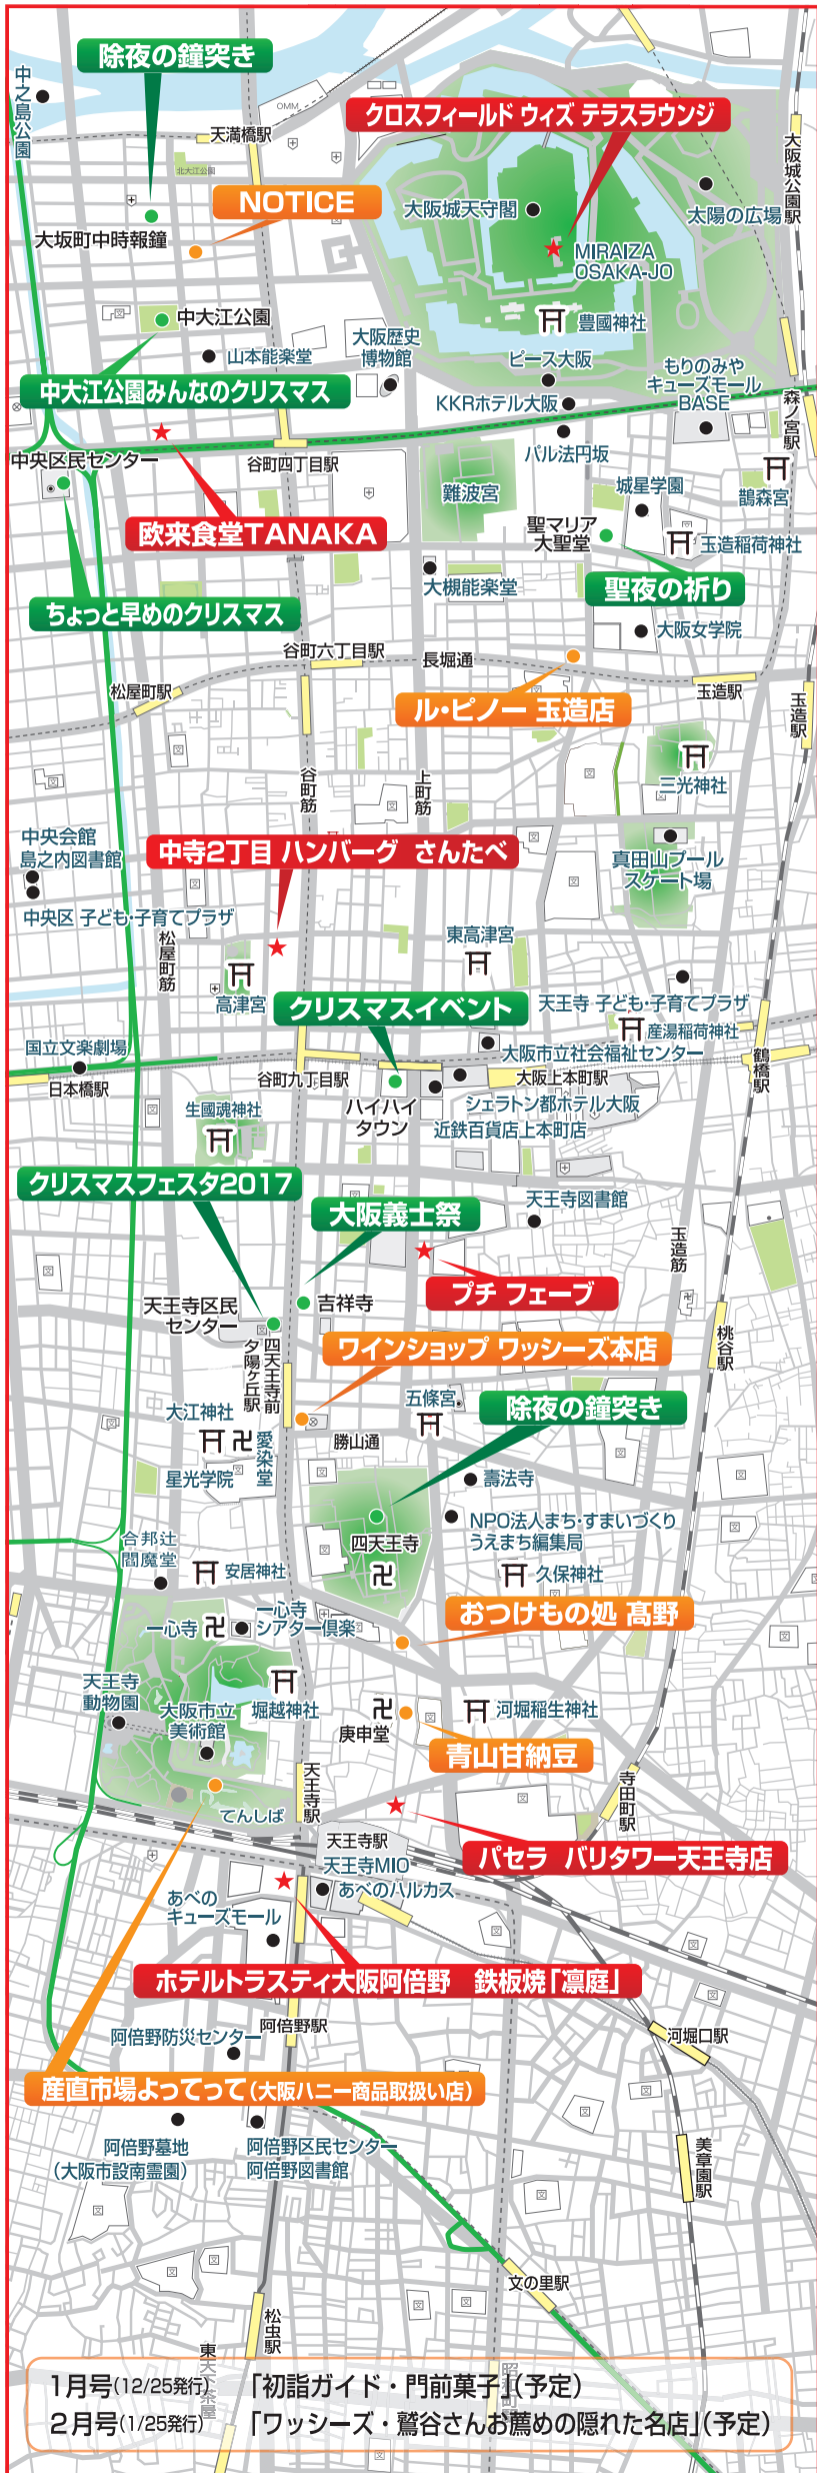 除夜の鐘突き
中之島公園
OMM
クロスフィールド ウィズ テラスラウンジ
天満橋駅
大阪城公園駅
北大江公園
NOTICE
大阪城天守閣
太陽の広場
大坂町中時報鐘
MIRAIZA
OSAKA-JO
中大江公園
豊國神社
大阪歴史
博物館
山本能楽堂
ピース大阪
もりのみや
キューズモール
BASE
中大江公園みんなのクリスマス
KKRホテル大阪
森ノ宮駅
パル法円坂
中央区民センター
谷町四丁目駅
難波宮
城星学園
鵲森宮
欧来食堂TANAKA
聖マリア
大聖堂
玉造稲荷神社
大槻能楽堂
聖夜の祈り
ちょっと早めのクリスマス
大阪女学院
谷町六丁目駅
長堀通
松屋町駅
玉造駅
玉造駅
ル・ピノー 玉造店
谷町筋
上町筋
三光神社
中央会館
島之内図書館
中寺2丁目 ハンバーグ さんたべ
真田山プール
スケート場
中央区 子ども・子育てプラザ
松屋町筋
東高津宮
高津宮
天王寺 子ども・子育てプラザ
クリスマスイベント
産湯稲荷神社
国立文楽劇場
大阪市立社会福祉センター
鶴橋駅
日本橋駅
谷町九丁目駅
大阪上本町駅
ハイハイ
タウン
シェラトン都ホテル大阪
生國魂神社
近鉄百貨店上本町店
クリスマスフェスタ2017
大阪義士祭
天王寺図書館
玉造筋
プチ フェーブ
天王寺区民
センター
吉祥寺
四天王寺前
夕陽ヶ丘駅
桃谷駅
ワインショップ ワッシーズ本店
大江神社
五條宮
除夜の鐘突き
愛染堂
勝山通
星光学院
壽法寺
NPO法人まち・すまいづくり
うえまち編集局
合邦辻
閻魔堂
四天王寺
安居神社
久保神社
おつけもの処 髙野
一心寺
一心寺
シアター倶楽
天王寺
動物園
大阪市立
美術館
堀越神社
庚申堂
河堀稲生神社
青山甘納豆
天王寺駅
寺田町駅
てんしば
天王寺駅
パセラ バリタワー天王寺店
天王寺MIO
あべのハルカス
あべの
キューズモール
ホテルトラスティ大阪阿倍野 鉄板焼「凛庭」
阿倍野防災センター
阿倍野駅
河堀口駅
産直市場よってって(大阪ハニー商品取扱い店)
阿倍野墓地
(大阪市設南霊園)
阿倍野区民センター
阿倍野図書館
美章園駅
文の里駅
松虫駅
1月号(12/25発行) 「初詣ガイド・門前菓子」(予定)
2月号(1/25発行) 「ワッシーズ・鷲谷さんお薦めの隠れた名店」(予定)